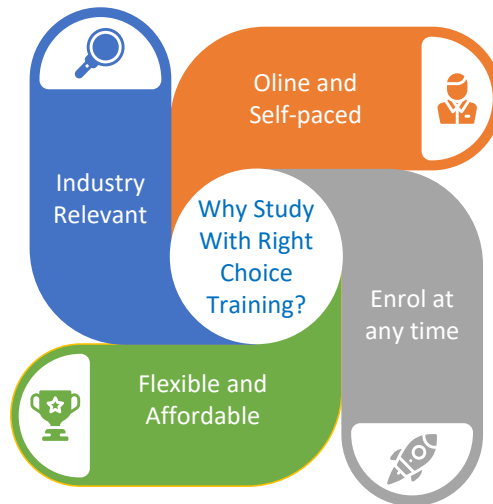 Oline and
Self-paced
Industry
Relevant
Why Study
With Right
Choice
Training?
Enrol at
any time
Flexible and
Affordable